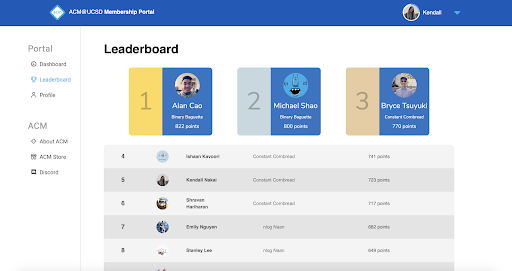 ACM@UCSD Membership Portal
Kendall
Portal
Dashboard
Leaderboard
Profile
ACM
About ACM
ACM Store
Discord
Leaderboard
1
Alan Cao
Binary Baguette
822 points
2
Michael Shao
Binary Baguette
800 points
3
Bryce Tsuyuki
Constant Cornbread
770 points
4 Ishaan Kavoori Constant Cornbread 741 points
5 Kendall Nakai Constant Cornbread 723 points
6 Shravan Hariharan Constant Cornbread 717 points
7 Emily Nguyen nlog Naan 682 points
8 Stanley Lee nlog Naan 649 points